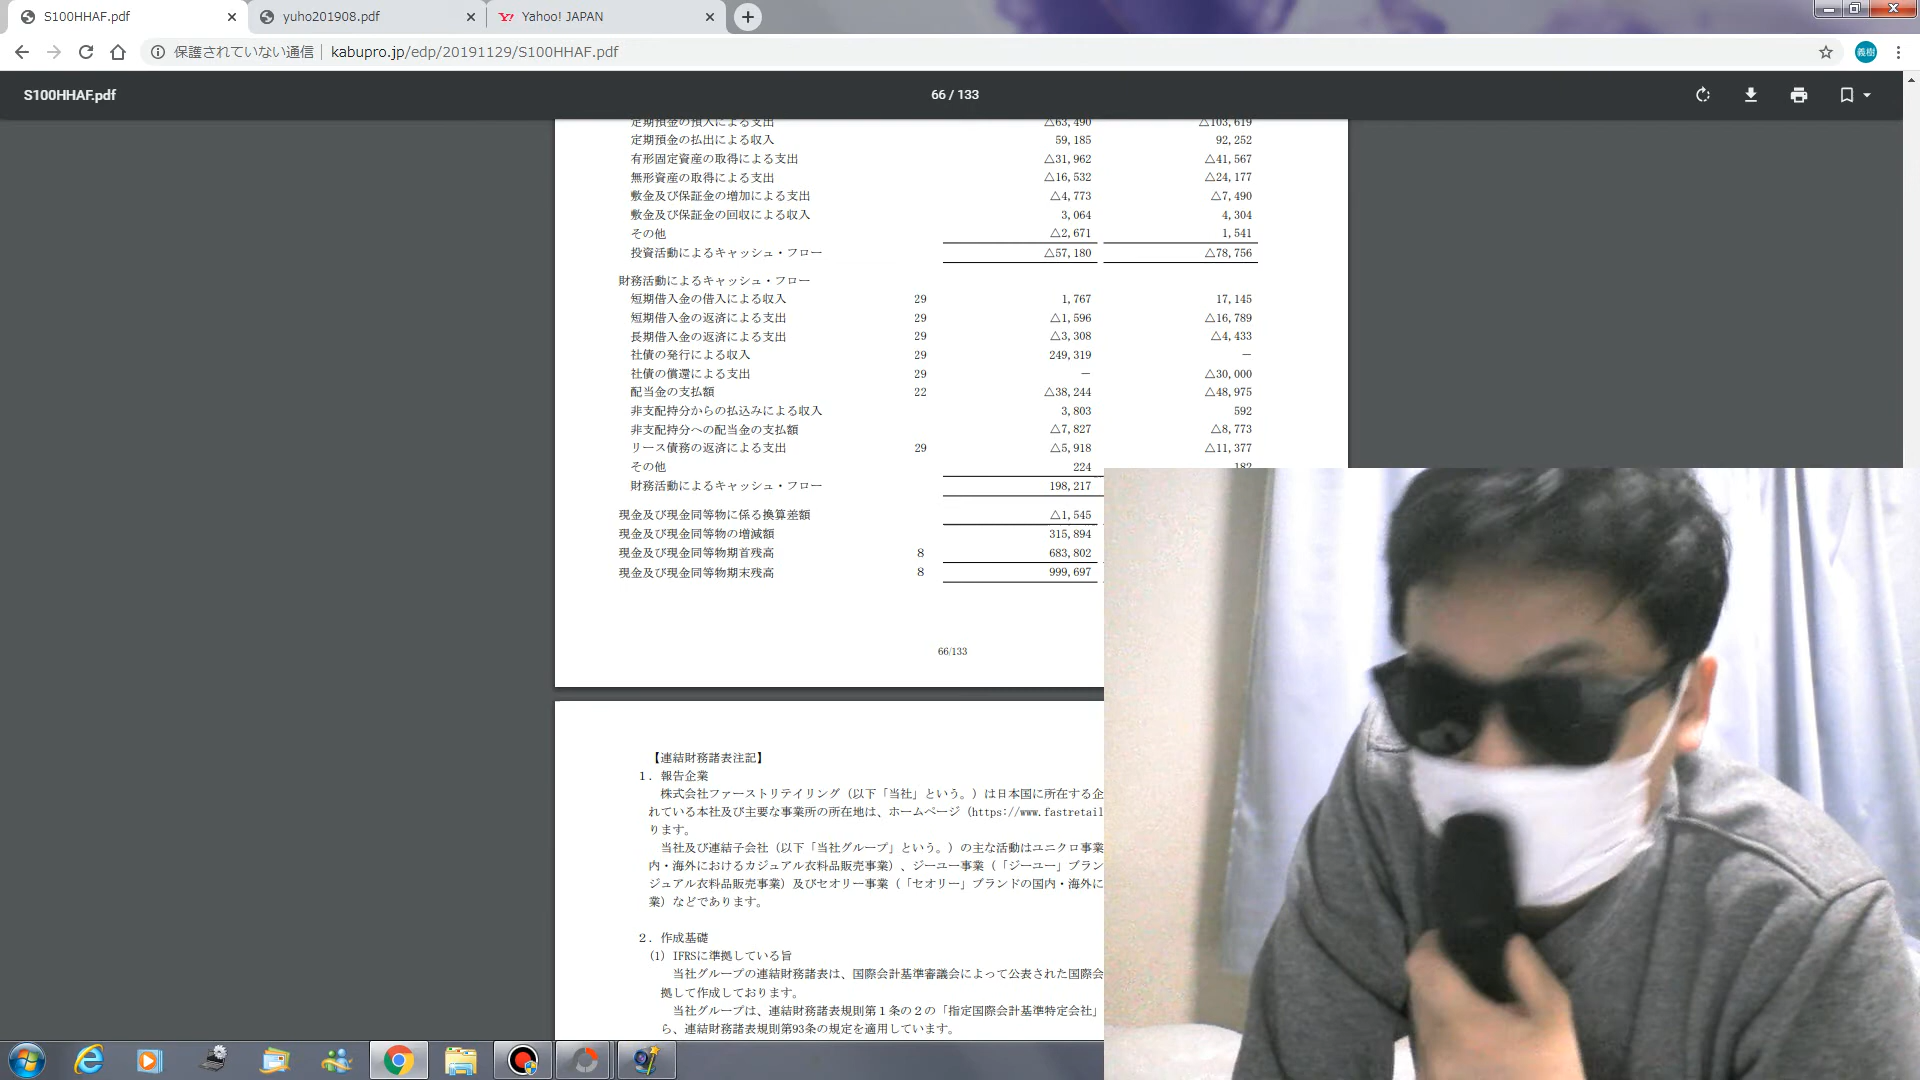 S100HHAF.pdf
yuho201908.pdf
Yahoo! JAPAN
保護されていない通信 | kabupro.jp/edp/20191129/S100HHAF.pdf
義樹
S100HHAF.pdf
66 / 133
定期預金の預入による支出 △63,490 △103,619
定期預金の払出による収入 59,185 92,252
有形固定資産の取得による支出 △31,962 △41,567
無形資産の取得による支出 △16,532 △24,177
敷金及び保証金の増加による支出 △4,773 △7,490
敷金及び保証金の回収による収入 3,064 4,304
その他 △2,671 1,541
投資活動によるキャッシュ・フロー △57,180 △78,756
財務活動によるキャッシュ・フロー
短期借入金の借入による収入 29 1,767 17,145
短期借入金の返済による支出 29 △1,596 △16,789
長期借入金の返済による支出 29 △3,308 △4,433
社債の発行による収入 29 249,319 －
社債の償還による支出 29 － △30,000
配当金の支払額 22 △38,244 △48,975
非支配持分からの払込みによる収入 3,803 592
非支配持分への配当金の支払額 △7,827 △8,773
リース債務の返済による支出 29 △5,918 △11,377
その他 224 182
財務活動によるキャッシュ・フロー 198,217
現金及び現金同等物に係る換算差額 △1,545
現金及び現金同等物の増減額 315,894
現金及び現金同等物期首残高 8 683,802
現金及び現金同等物期末残高 8 999,697
66/133
【連結財務諸表注記】
１．報告企業
株式会社ファーストリテイリング（以下「当社」という。）は日本国に所在する企
れている本社及び主要な事業所の所在地は、ホームページ（https://www.fastretail
ります。
当社及び連結子会社（以下「当社グループ」という。）の主な活動はユニクロ事業
内・海外におけるカジュアル衣料品販売事業）、ジーユー事業（「ジーユー」ブラン
ジュアル衣料品販売事業）及びセオリー事業（「セオリー」ブランドの国内・海外に
業）などであります。
２．作成基礎
(1) IFRSに準拠している旨
当社グループの連結財務諸表は、国際会計基準審議会によって公表された国際会
拠して作成しております。
当社グループは、連結財務諸表規則第１条の２の「指定国際会計基準特定会社」
ら、連結財務諸表規則第93条の規定を適用しています。